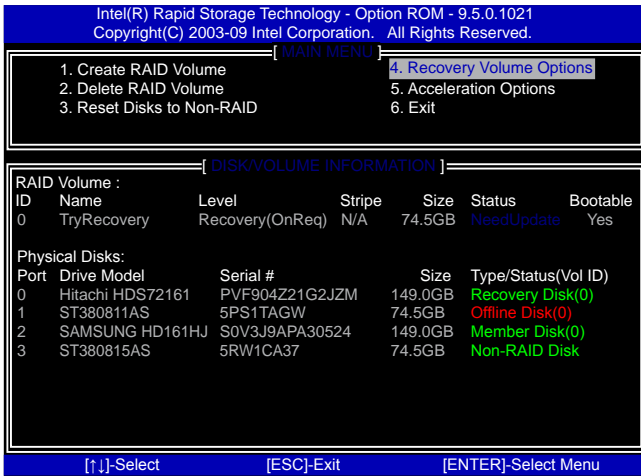 Intel(R) Rapid Storage Technology - Option ROM - 9.5.0.1021
Copyright(C) 2003-09 Intel Corporation. All Rights Reserved.
[ MAIN MENU ]
1. Create RAID Volume 4. Recovery Volume Options
2. Delete RAID Volume 5. Acceleration Options
3. Reset Disks to Non-RAID 6. Exit
[ DISK/VOLUME INFORMATION ]
RAID Volume :
ID Name Level Stripe Size Status Bootable
0 TryRecovery Recovery(OnReq) N/A 74.5GB NeedUpdate Yes
Physical Disks:
Port Drive Model Serial # Size Type/Status(Vol ID)
0 Hitachi HDS72161 PVF904Z21G2JZM 149.0GB Recovery Disk(0)
1 ST380811AS 5PS1TAGW 74.5GB Offline Disk(0)
2 SAMSUNG HD161HJ S0V3J9APA30524 149.0GB Member Disk(0)
3 ST380815AS 5RW1CA37 74.5GB Non-RAID Disk
[↑↓]-Select [ESC]-Exit [ENTER]-Select Menu